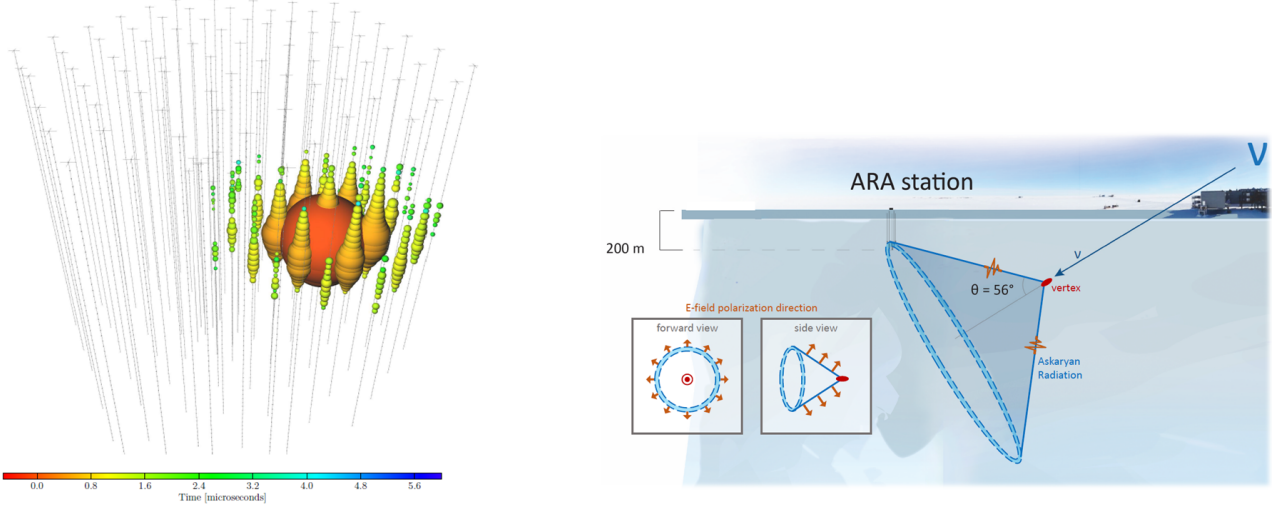 0.0 0.8 1.6 2.4 3.2 4.0 4.8 5.6
Time [microseconds]
ν
ARA station
200 m
ν
θ = 56°
vertex
E-field polarization direction
forward view
side view
Askaryan
Radiation